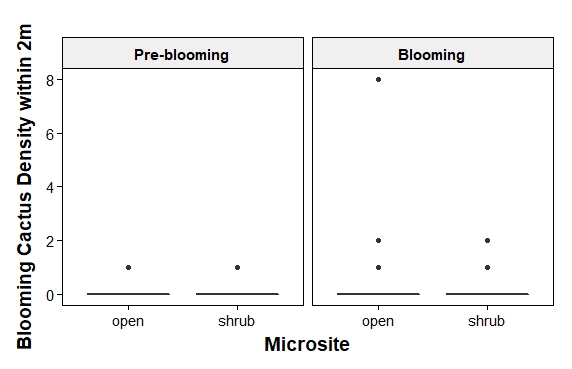 Blooming Cactus Density within 2m
Pre-blooming
Blooming
8
6
4
2
0
open
shrub
open
shrub
Microsite